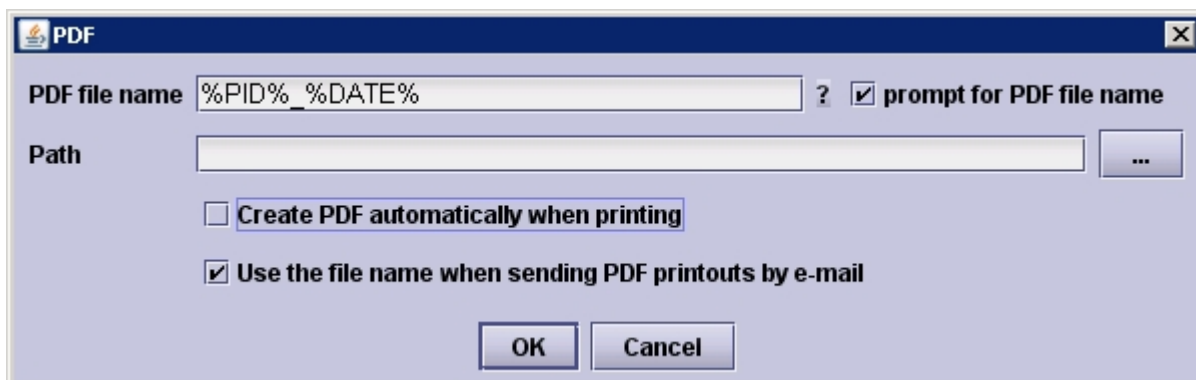 PDF
PDF file name %PID%_%DATE% ? prompt for PDF file name
Path ...
Create PDF automatically when printing
Use the file name when sending PDF printouts by e-mail
OK Cancel